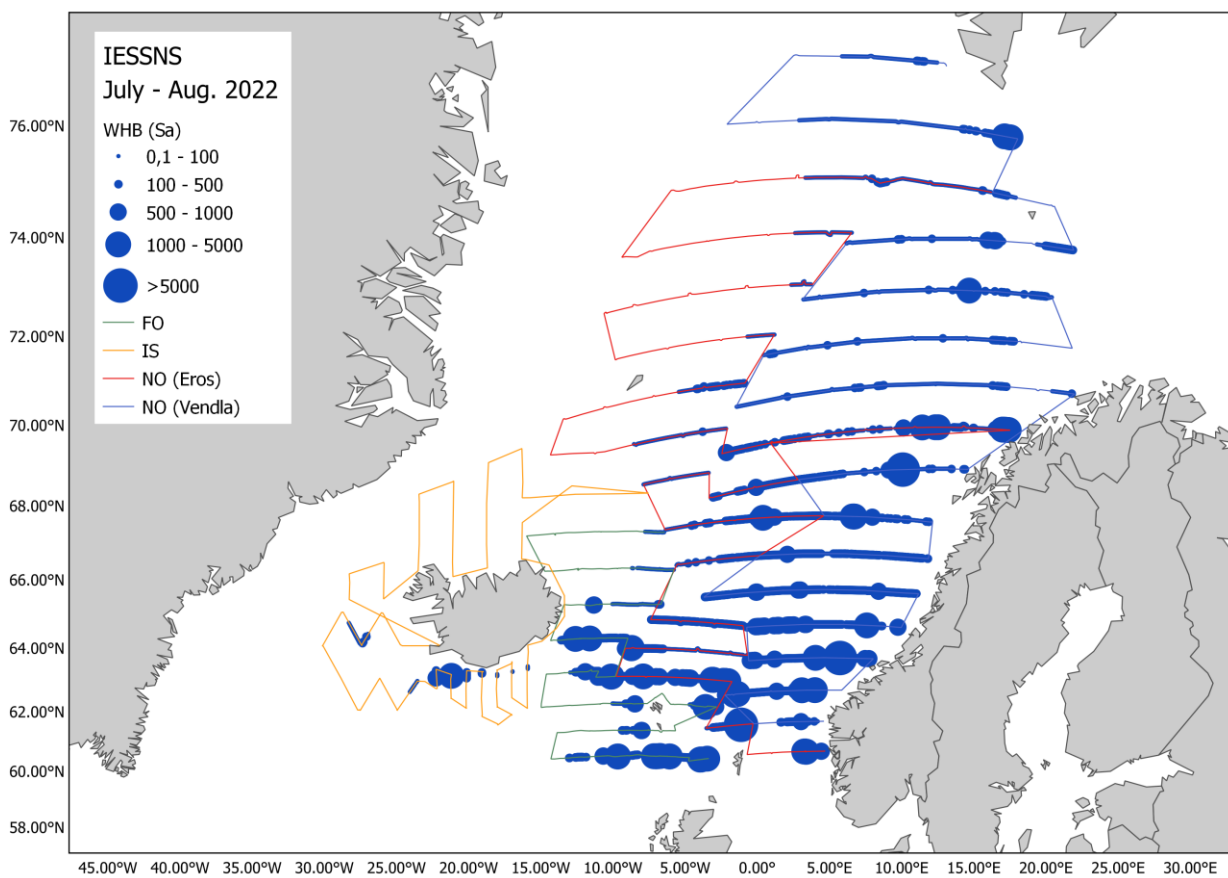 IESSNS
July - Aug. 2022
WHB (Sa)
0,1 - 100
100 - 500
500 - 1000
1000 - 5000
>5000
FO
IS
NO (Eros)
NO (Vendla)
76.00°N
74.00°N
72.00°N
70.00°N
68.00°N
66.00°N
64.00°N
62.00°N
60.00°N
58.00°N
45.00°W 40.00°W 35.00°W 30.00°W 25.00°W 20.00°W 15.00°W 10.00°W 5.00°W 0.00°E 5.00°E 10.00°E 15.00°E 20.00°E 25.00°E 30.00°E